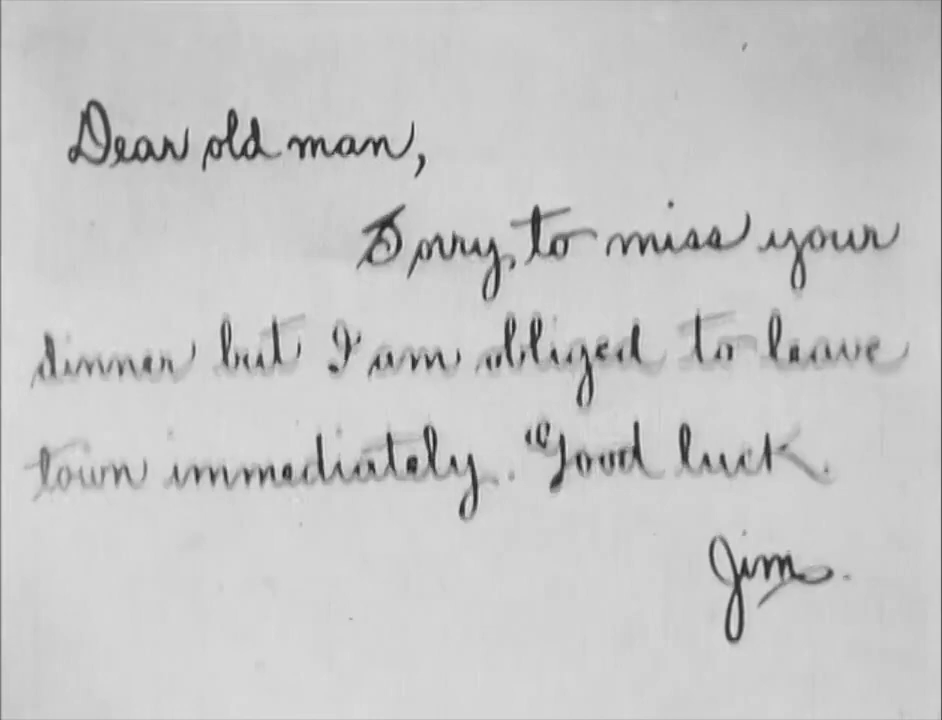 Dear old man,
Sorry, to miss your
dinner but I am obliged to leave
town immediately. Good luck.
Jim.